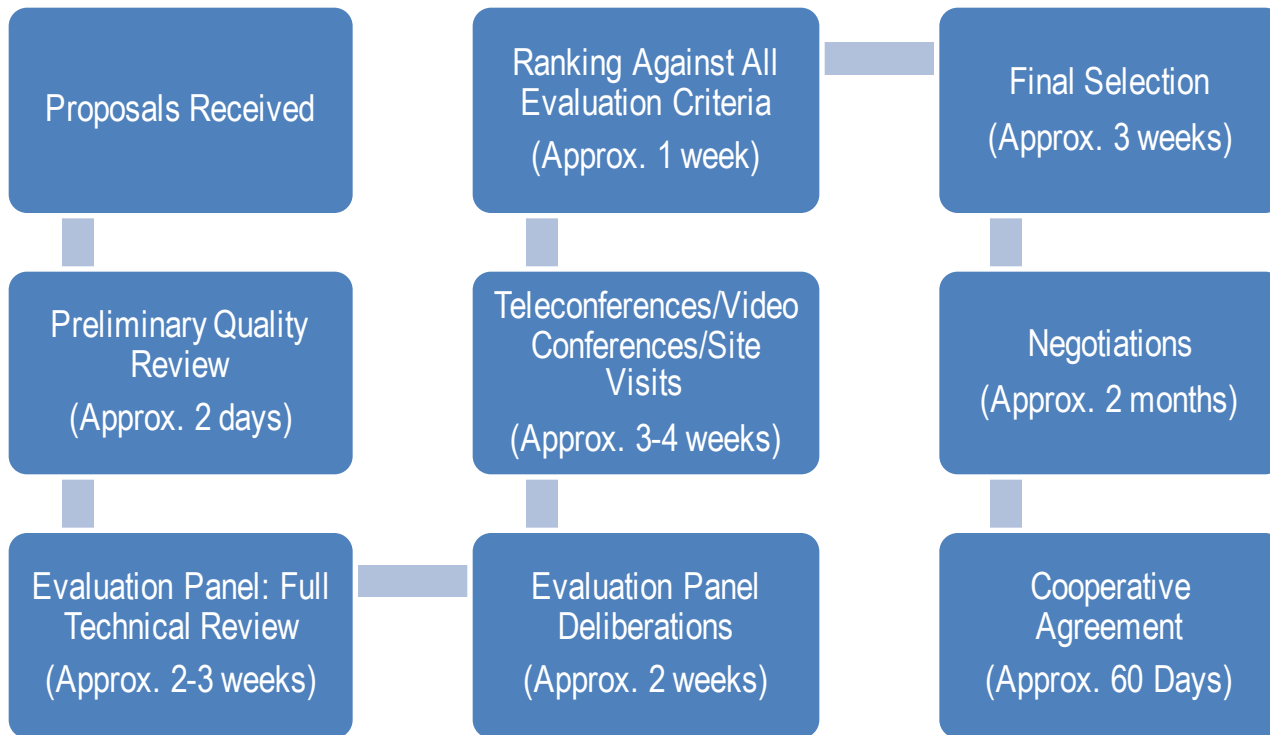 Proposals Received
Preliminary Quality
Review
(Approx. 2 days)
Evaluation Panel: Full
Technical Review
(Approx. 2-3 weeks)
Evaluation Panel
Deliberations
(Approx. 2 weeks)
Teleconferences/Video
Conferences/Site
Visits
(Approx. 3-4 weeks)
Ranking Against All
Evaluation Criteria
(Approx. 1 week)
Final Selection
(Approx. 3 weeks)
Negotiations
(Approx. 2 months)
Cooperative
Agreement
(Approx. 60 Days)